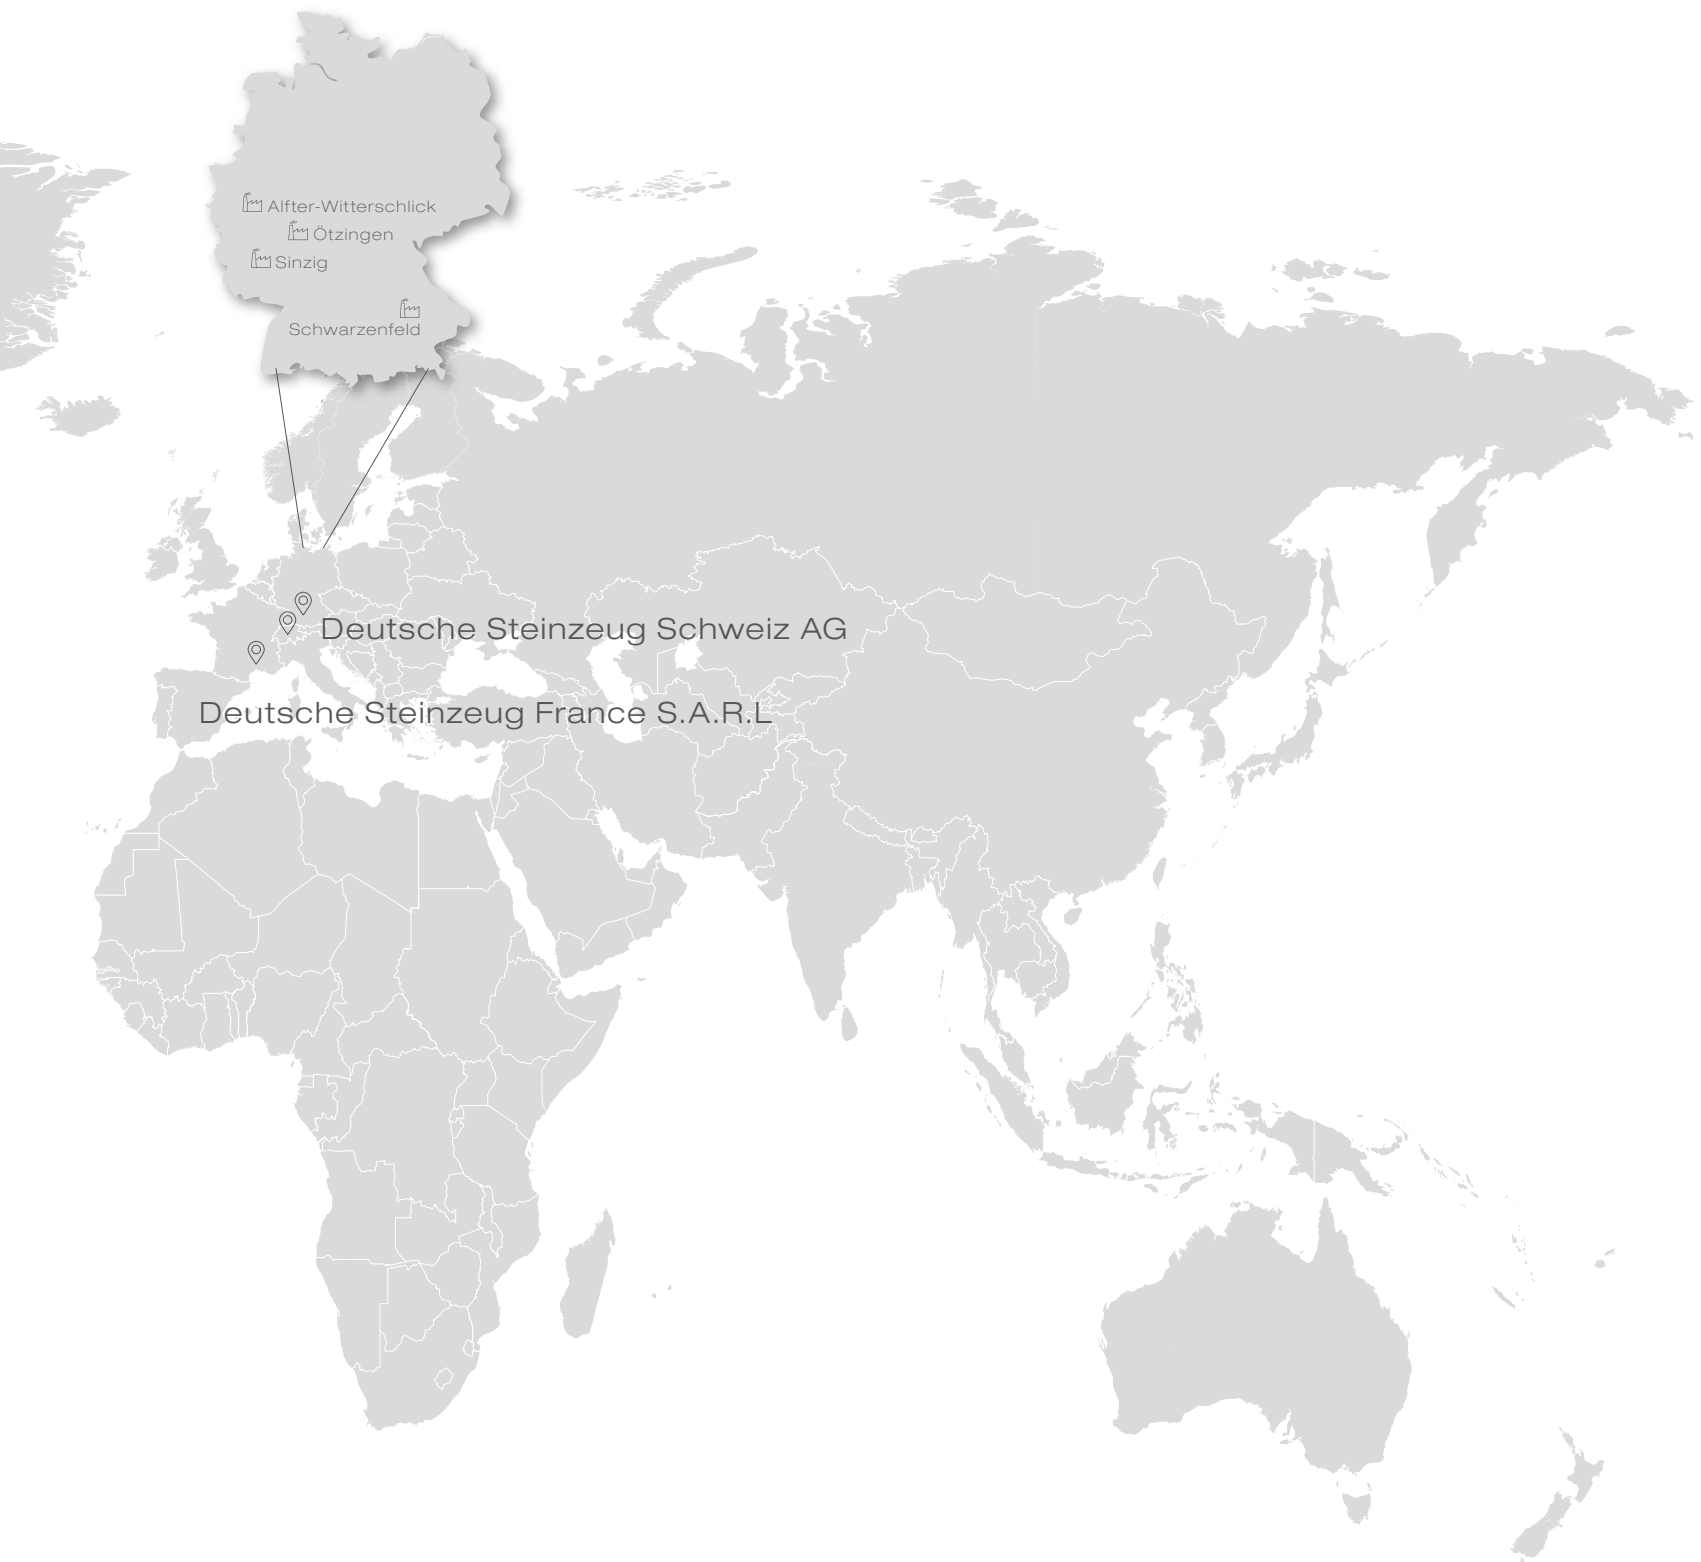 Alfter-Witterschlick
Ötzingen
Sinzig
Schwarzenfeld
Deutsche Steinzeug Schweiz AG
Deutsche Steinzeug France S.A.R.L